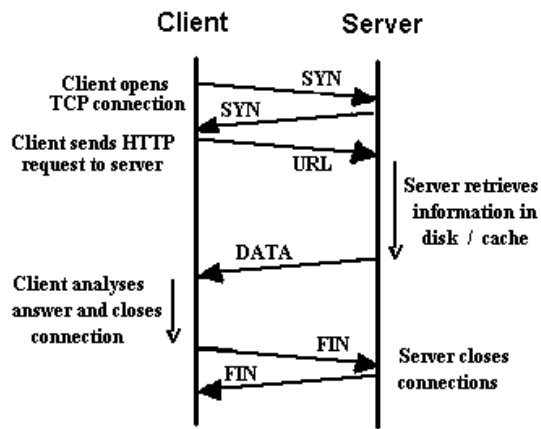 Client Server
SYN
Client opens
TCP connection
SYN
Client sends HTTP
request to server
URL
Server retrieves
information in
disk / cache
DATA
Client analyses
answer and closes
connection
FIN
Server closes
connections
FIN